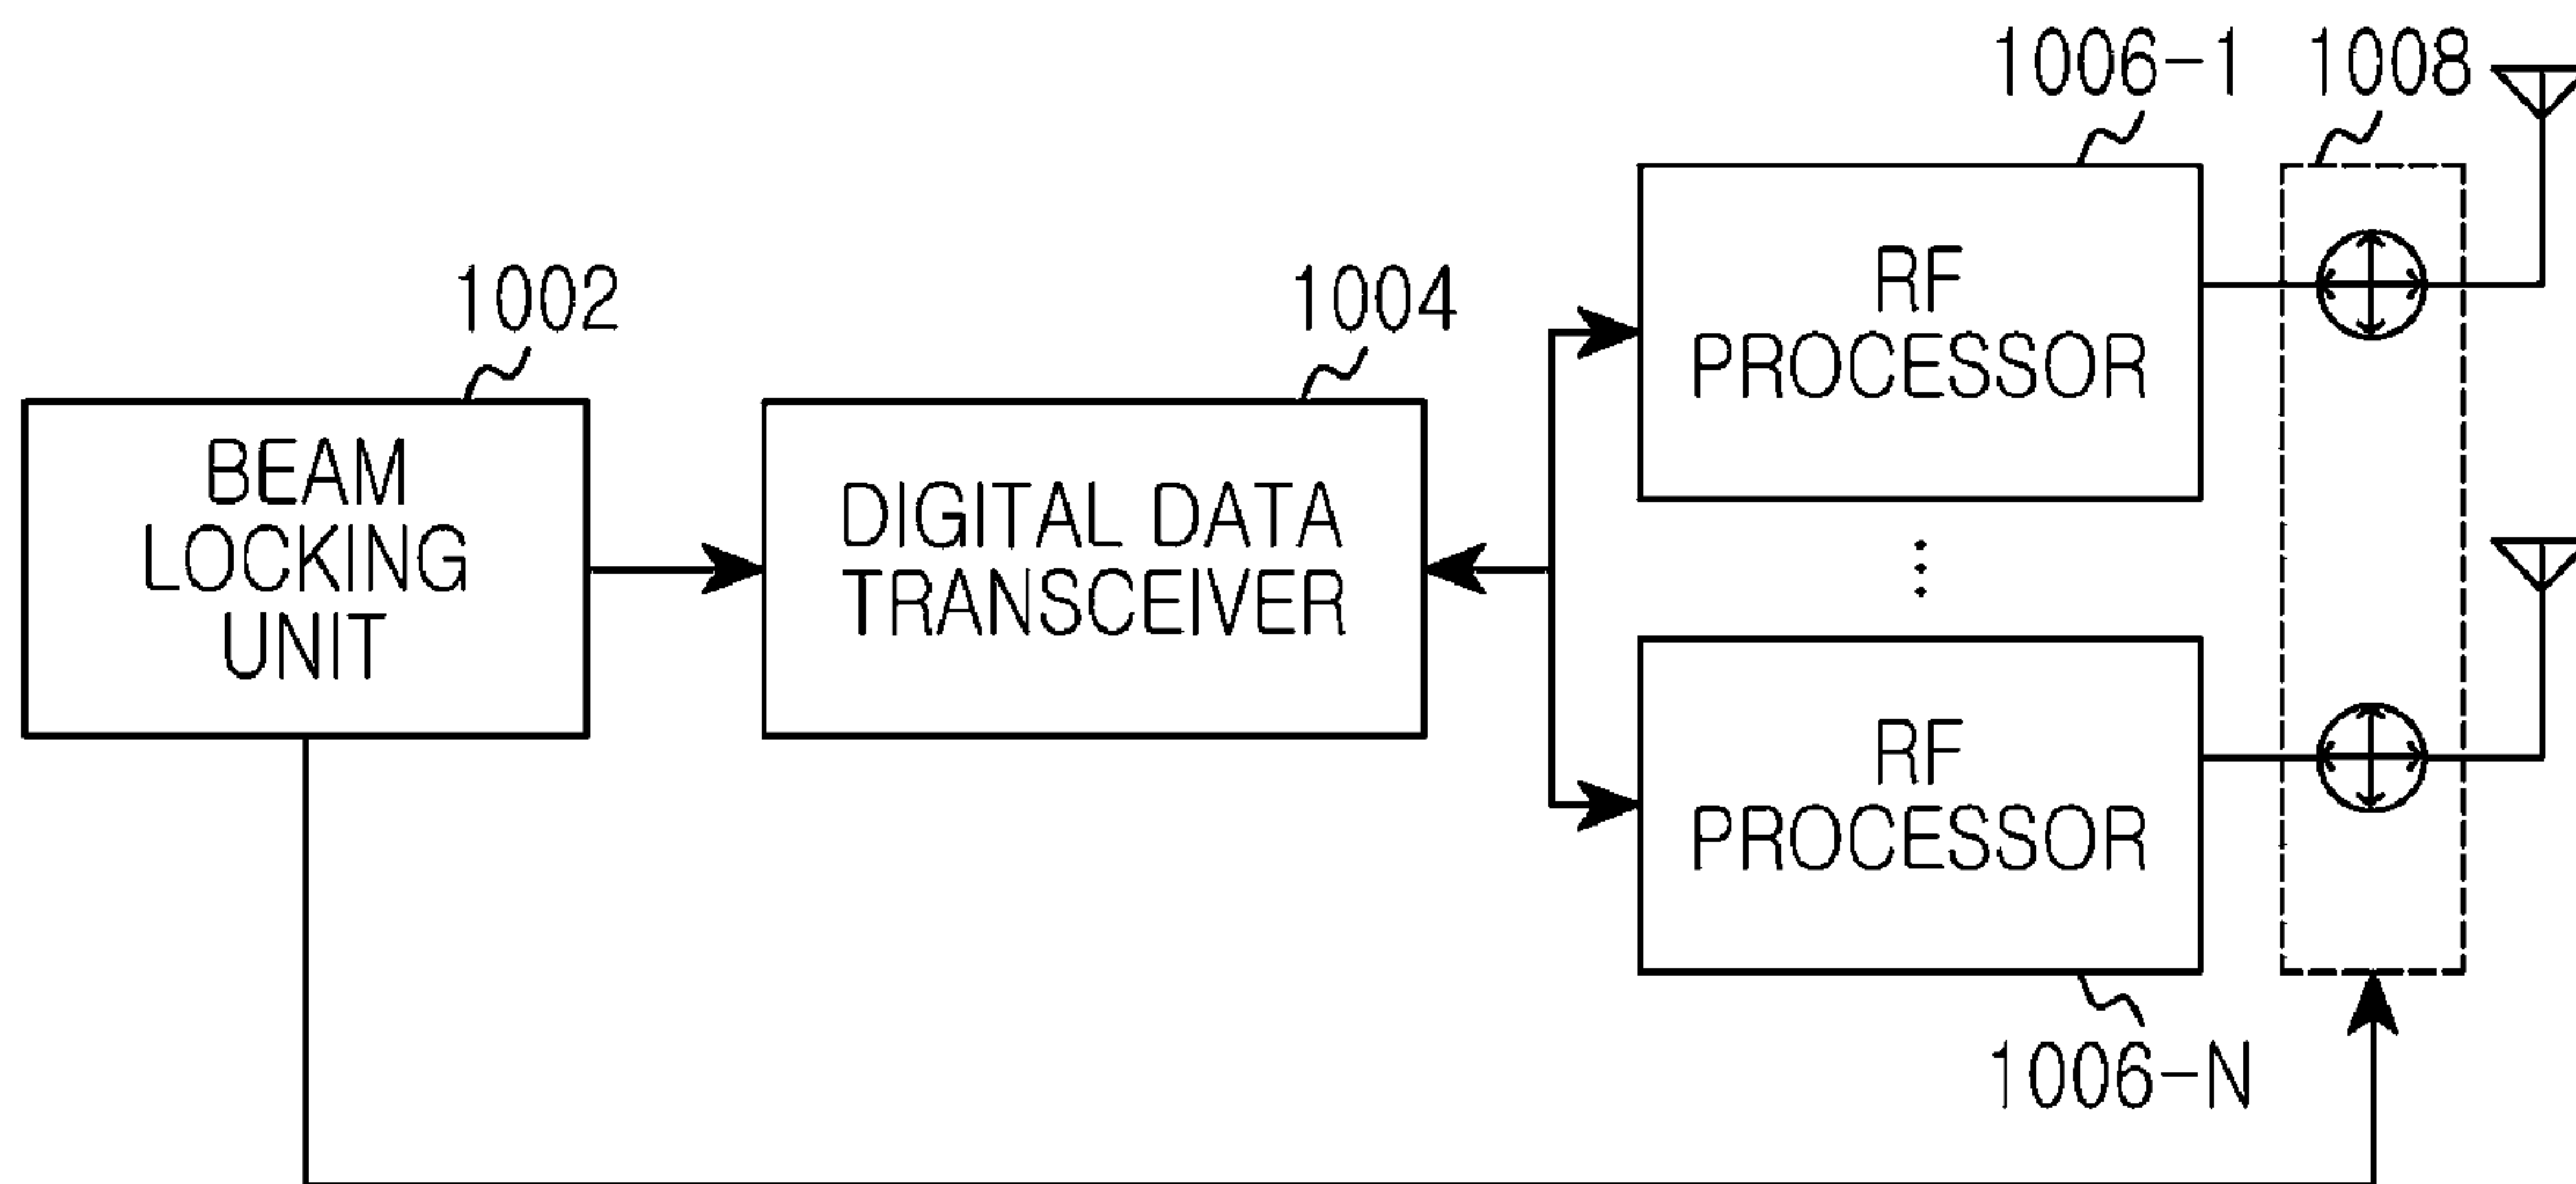 1006-1
1008
1002
1004
RF
PROCESSOR
BEAM
LOCKING
UNIT
DIGITAL DATA
TRANSCEIVER
RF
PROCESSOR
1006-N